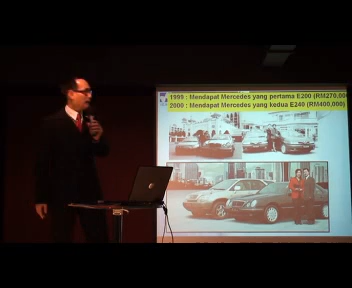 1999 : Mendapat Mercedes yang pertama E200 (RM270,000
2000 : Mendapat Mercedes yang kedua E240 (RM400,000)